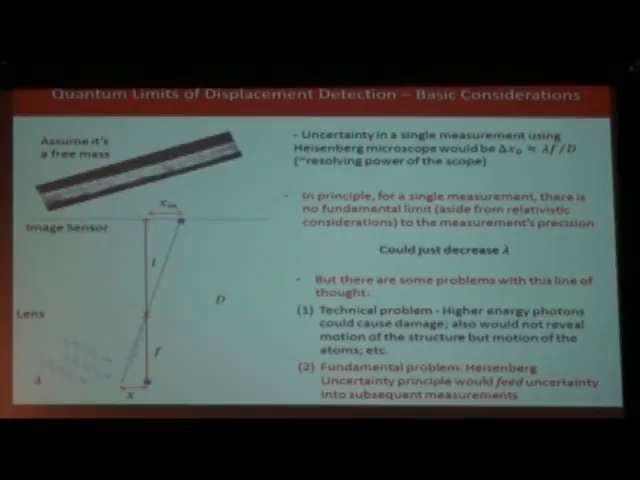 Quantum Limits of Displacement Detection – Basic Considerations
Assume it's
a free mass
- Uncertainty in a single measurement using
Heisenberg microscope would be Δx₀ ≈ λf/D
("resolving power of the scope)
xₘ
- In principle, for a single measurement, there is
no fundamental limit (aside from relativistic
considerations) to the measurement's precision
Image Sensor
Could just decrease λ
l
- But there are some problems with this line of
thought:
D
(1) Technical problem - Higher energy photons
could cause damage; also would not reveal
motion of the structure but motion of the
atoms; etc.
Lens
f
(2) Fundamental problem: Heisenberg
Uncertainty principle would feed uncertainty
into subsequent measurements
λ
x